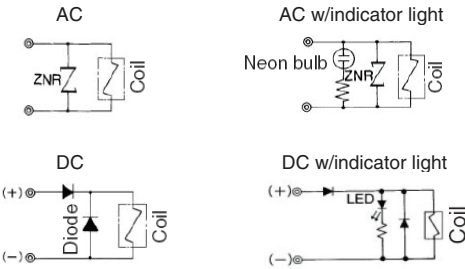 AC
ZNR
Coil
AC w/indicator light
Neon bulb
ZNR
Coil
DC
(+)
Diode
Coil
(−)
DC w/indicator light
(+)
LED
Coil
(−)